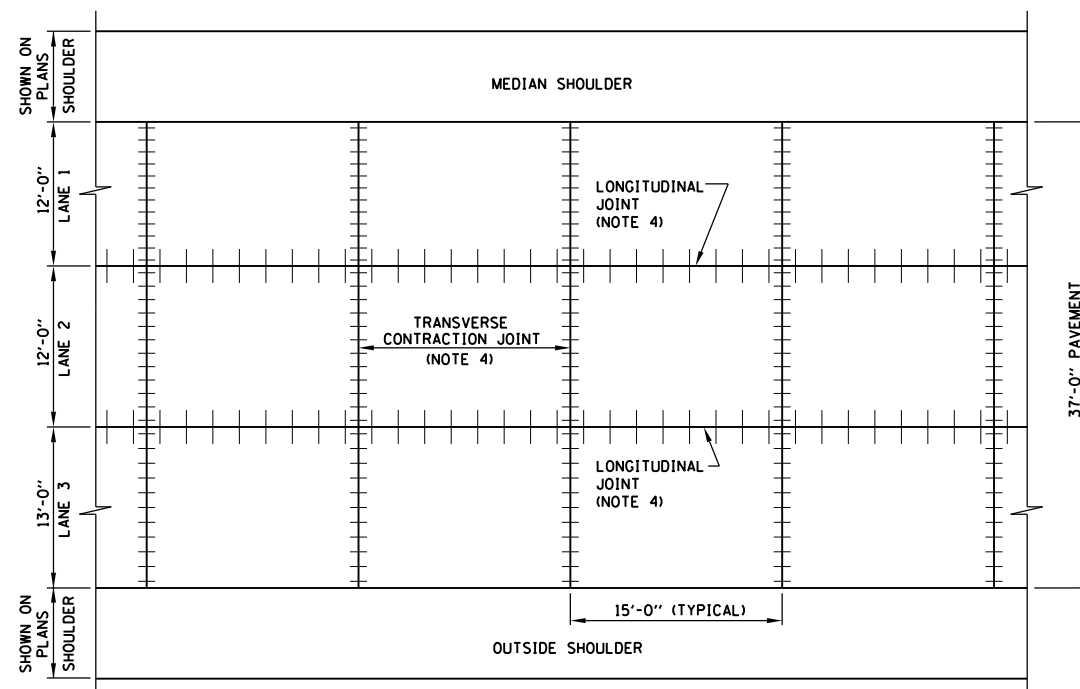 SHOWN ON
PLANS
SHOULDER
MEDIAN SHOULDER
12'-0"
LANE 1
LONGITUDINAL
JOINT
(NOTE 4)
12'-0"
LANE 2
TRANSVERSE
CONTRACTION JOINT
(NOTE 4)
37'-0" PAVEMENT
13'-0"
LANE 3
LONGITUDINAL
JOINT
(NOTE 4)
SHOWN ON
PLANS
SHOULDER
15'-0" (TYPICAL)
OUTSIDE SHOULDER